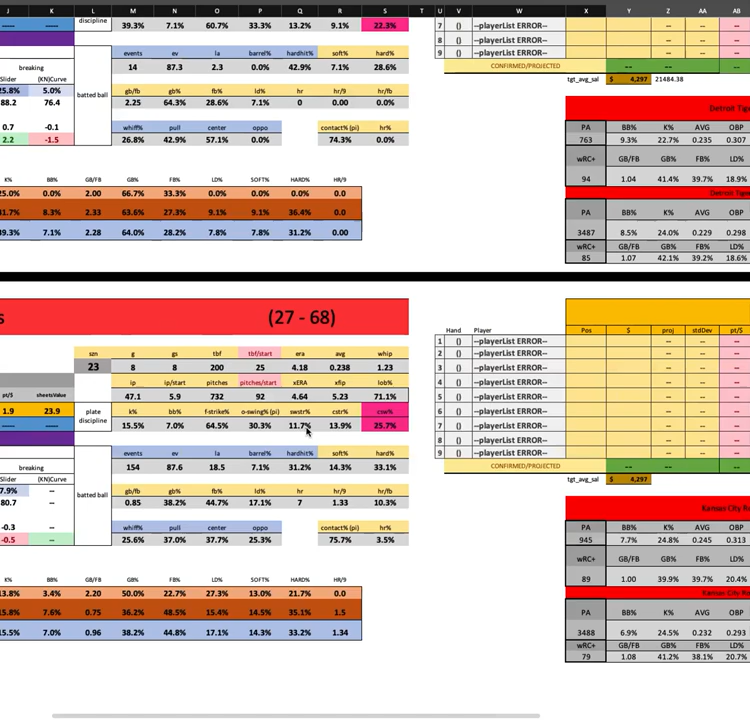 J K L M N O P Q R S T U V W X Y Z AA AB
discipline 39.3% 7.1% 60.7% 33.3% 13.2% 9.1% 22.3% 7 () --playerList ERROR-- -- -- --
8 () --playerList ERROR-- -- -- --
9 () --playerList ERROR-- -- -- --
events ev la barrel% hardhit% soft% hard% CONFIRMED/PROJECTED -- -- --
breaking 14 87.3 2.3 0.0% 42.9% 7.1% 28.6% tgt_avg_sal $ 4,297 21484.38
Slider (KN)Curve
25.8% 5.0% batted ball gb/fb gb% fb% ld% hr hr/9 hr/fb
88.2 76.4 2.25 64.3% 28.6% 7.1% 0 0.00 0.0% Detroit Tige
0.7 -0.1 PA BB% K% AVG OBP
2.2 -1.5 whiff% pull center oppo contact% (pi) hr% 763 9.3% 22.7% 0.235 0.307
26.8% 42.9% 57.1% 0.0% 74.3% 0.0%
wRC+ GB/FB GB% FB% LD%
K% BB% GB/FB GB% FB% LD% SOFT% HARD% HR/9 94 1.04 41.4% 39.7% 18.9%
25.0% 0.0% 2.00 66.7% 33.3% 0.0% 0.0% 0.0% 0.0 Detroit Tige
41.7% 8.3% 2.33 63.6% 27.3% 9.1% 9.1% 36.4% 0.0 PA BB% K% AVG OBP
39.3% 7.1% 2.28 64.0% 28.2% 7.8% 7.8% 31.2% 0.00 3487 8.5% 24.0% 0.229 0.298
wRC+ GB/FB GB% FB% LD%
85 1.07 42.1% 39.2% 18.6%
s (27 - 68)
Hand Player Pos $ proj stdDev pt/$
szn g gs tbf tbf/start era avg whip 1 () --playerList ERROR-- -- -- --
23 8 8 200 25 4.18 0.238 1.23 2 () --playerList ERROR-- -- -- --
ip ip/start pitches pitches/start xERA xfip lob% 3 () --playerList ERROR-- -- -- --
pt/$ sheetsValue 47.1 5.9 732 92 4.64 5.23 71.1% 4 () --playerList ERROR-- -- -- --
5 () --playerList ERROR-- -- -- --
1.9 23.9 plate discipline k% bb% f-strike% o-swing% (pi) swstr% cstr% csw% 6 () --playerList ERROR-- -- -- --
15.5% 7.0% 64.5% 30.3% 11.7% 13.9% 25.7% 7 () --playerList ERROR-- -- -- --
8 () --playerList ERROR-- -- -- --
events ev la barrel% hardhit% soft% hard% 9 () --playerList ERROR-- -- -- --
breaking 154 87.6 18.5 7.1% 31.2% 14.3% 33.1% CONFIRMED/PROJECTED -- -- --
Slider (KN)Curve tgt_avg_sal $ 4,297
7.9% -- batted ball gb/fb gb% fb% ld% hr hr/9 hr/fb
80.7 -- 0.85 38.2% 44.7% 17.1% 7 1.33 10.3% Kansas City Ro
-0.3 -- whiff% pull center oppo contact% (pi) hr% PA BB% K% AVG OBP
-0.5 -- 25.6% 37.0% 37.7% 25.3% 75.7% 3.5% 945 7.7% 24.8% 0.245 0.313
wRC+ GB/FB GB% FB% LD%
K% BB% GB/FB GB% FB% LD% SOFT% HARD% HR/9 89 1.00 39.9% 39.7% 20.4%
13.8% 3.4% 2.20 50.0% 22.7% 27.3% 13.0% 21.7% 0.0 Kansas City Ro
15.8% 7.6% 0.75 36.2% 48.5% 15.4% 14.5% 35.1% 1.5 PA BB% K% AVG OBP
15.5% 7.0% 0.96 38.2% 44.8% 17.1% 14.3% 33.2% 1.34 3488 6.9% 24.5% 0.232 0.293
wRC+ GB/FB GB% FB% LD%
79 1.08 41.2% 38.1% 20.7%